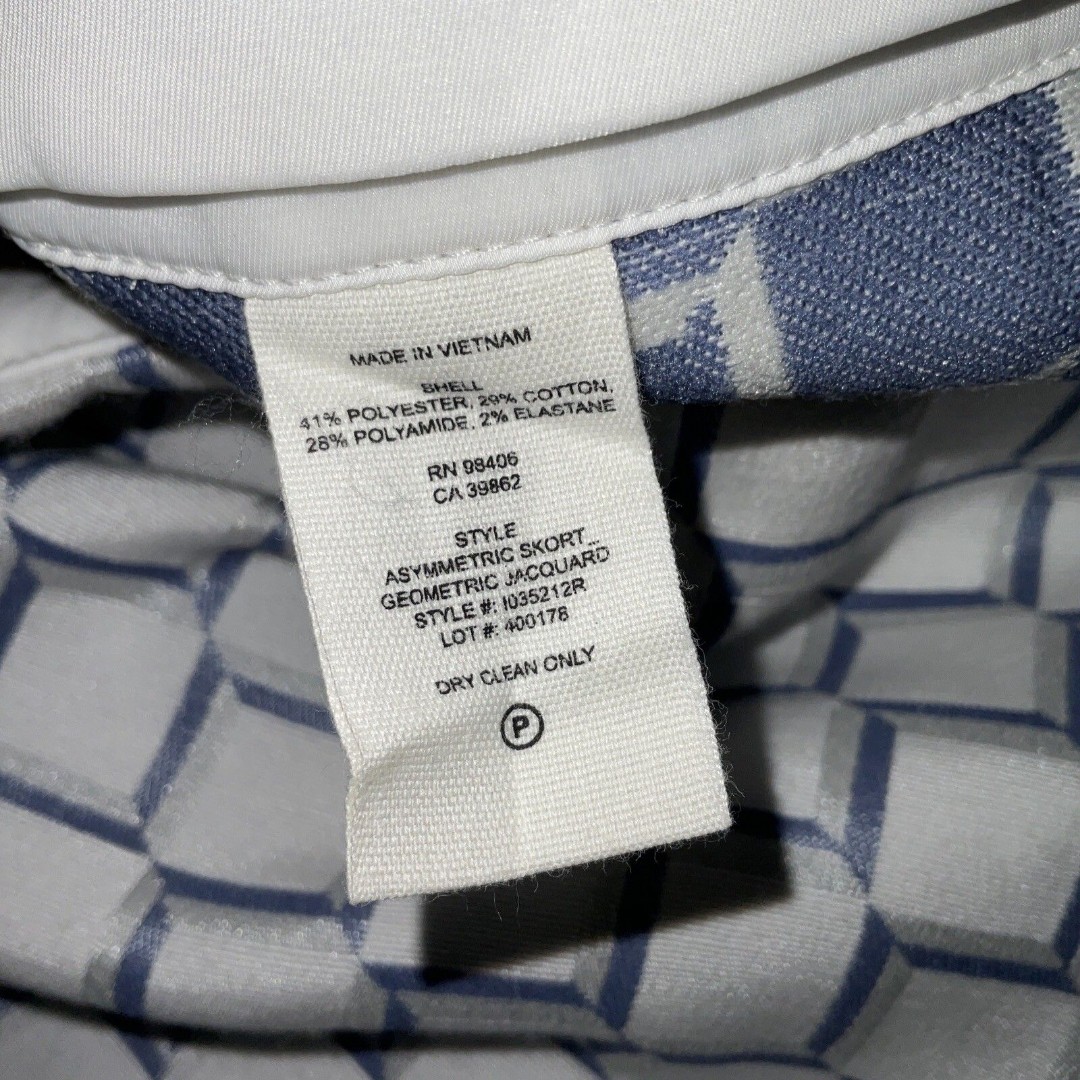 MADE IN VIETNAM
SHELL
41% POLYESTER, 29% COTTON,
28% POLYAMIDE, 2% ELASTANE
RN 98406
CA 39862
STYLE
ASYMMETRIC SKORT_
GEOMETRIC JACQUARD
STYLE #: I035212R
LOT #: 400178
DRY CLEAN ONLY
P